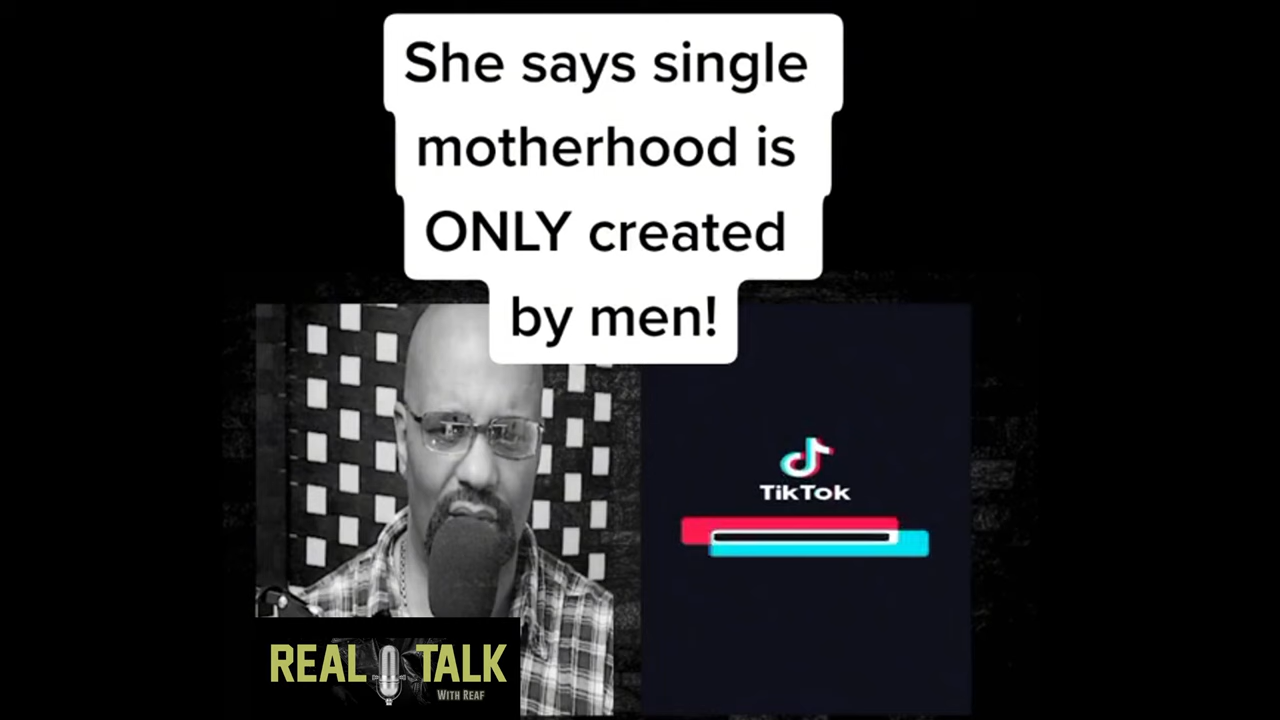 She says single
motherhood is
ONLY created
by men!
TikTok
REAL TALK
WITH REAF